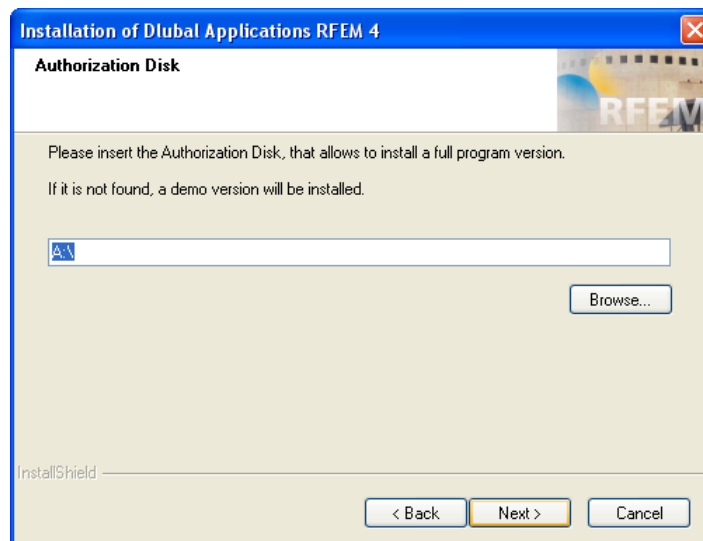 Installation of Dlubal Applications RFEM 4
Authorization Disk
RFEM
Please insert the Authorization Disk, that allows to install a full program version.
If it is not found, a demo version will be installed.
A:\
Browse...
InstallShield
< Back Next > Cancel